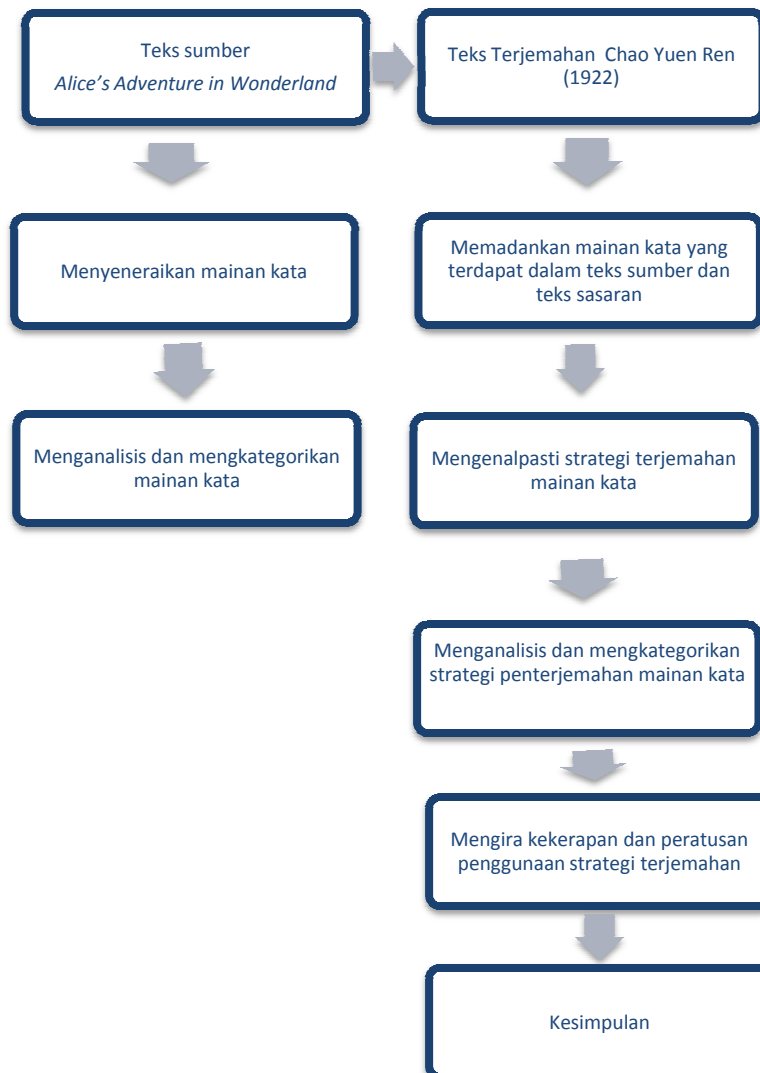 Teks sumber
Alice's Adventure in Wonderland
Teks Terjemahan Chao Yuen Ren
(1922)
Menyeneraikan mainan kata
Memadankan mainan kata yang
terdapat dalam teks sumber dan
teks sasaran
Menganalisis dan mengkategorikan
mainan kata
Mengenalpasti strategi terjemahan
mainan kata
Menganalisis dan mengkategorikan
strategi penterjemahan mainan kata
Mengira kekerapan dan peratusan
penggunaan strategi terjemahan
Kesimpulan